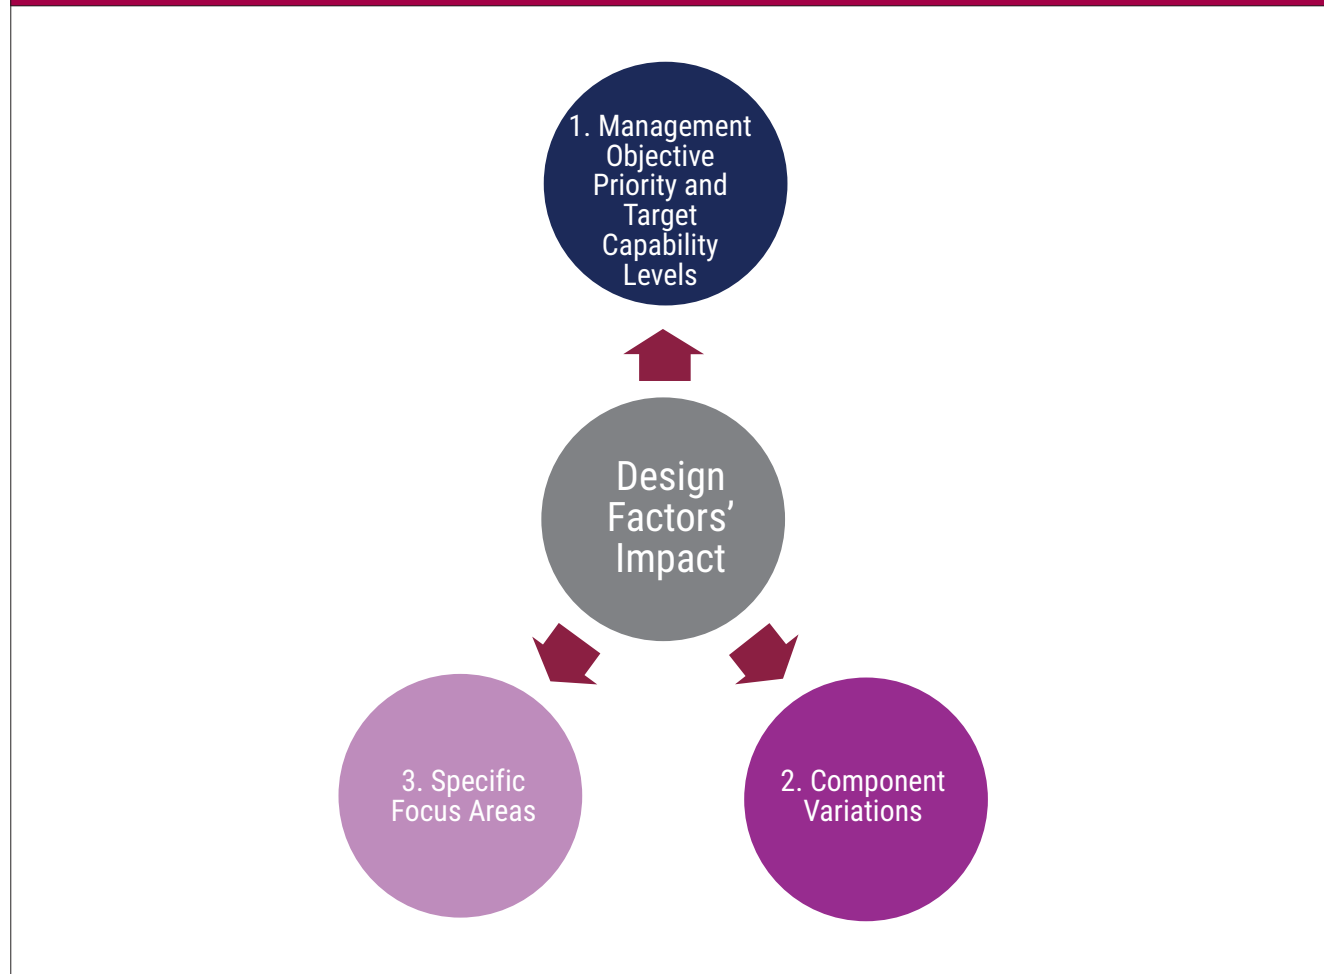 1. Management
Objective
Priority and
Target
Capability
Levels
Design
Factors’
Impact
3. Specific
Focus Areas
2. Component
Variations